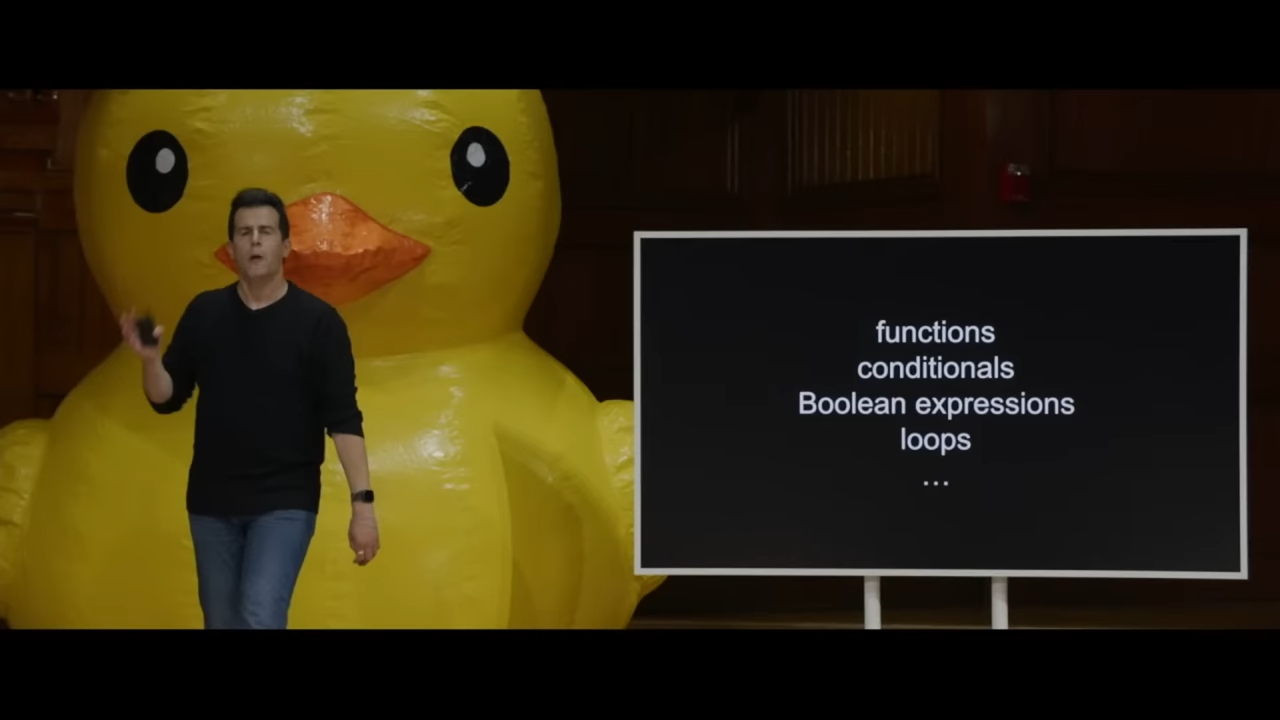 functions
conditionals
Boolean expressions
loops
...